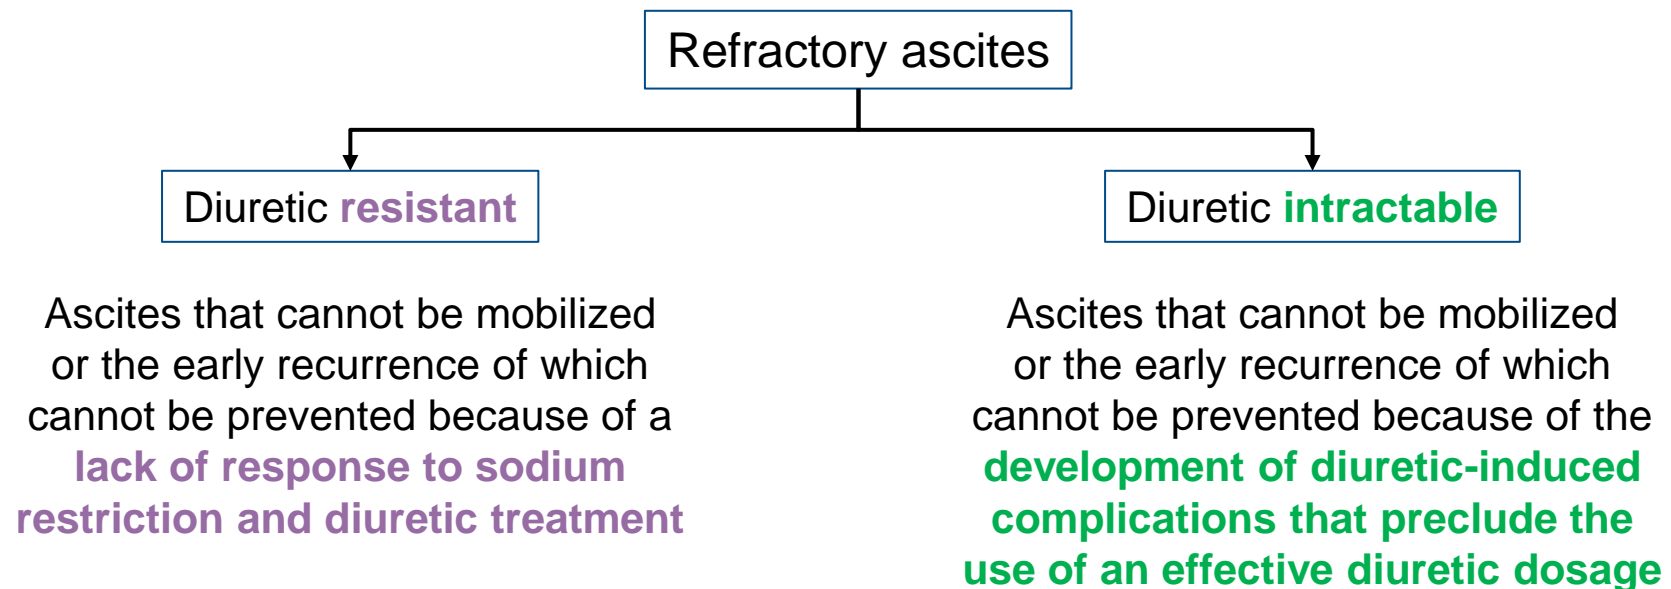 Refractory ascites
Diuretic resistant
Ascites that cannot be mobilized
or the early recurrence of which
cannot be prevented because of a
lack of response to sodium
restriction and diuretic treatment
Diuretic intractable
Ascites that cannot be mobilized
or the early recurrence of which
cannot be prevented because of the
development of diuretic-induced
complications that preclude the
use of an effective diuretic dosage